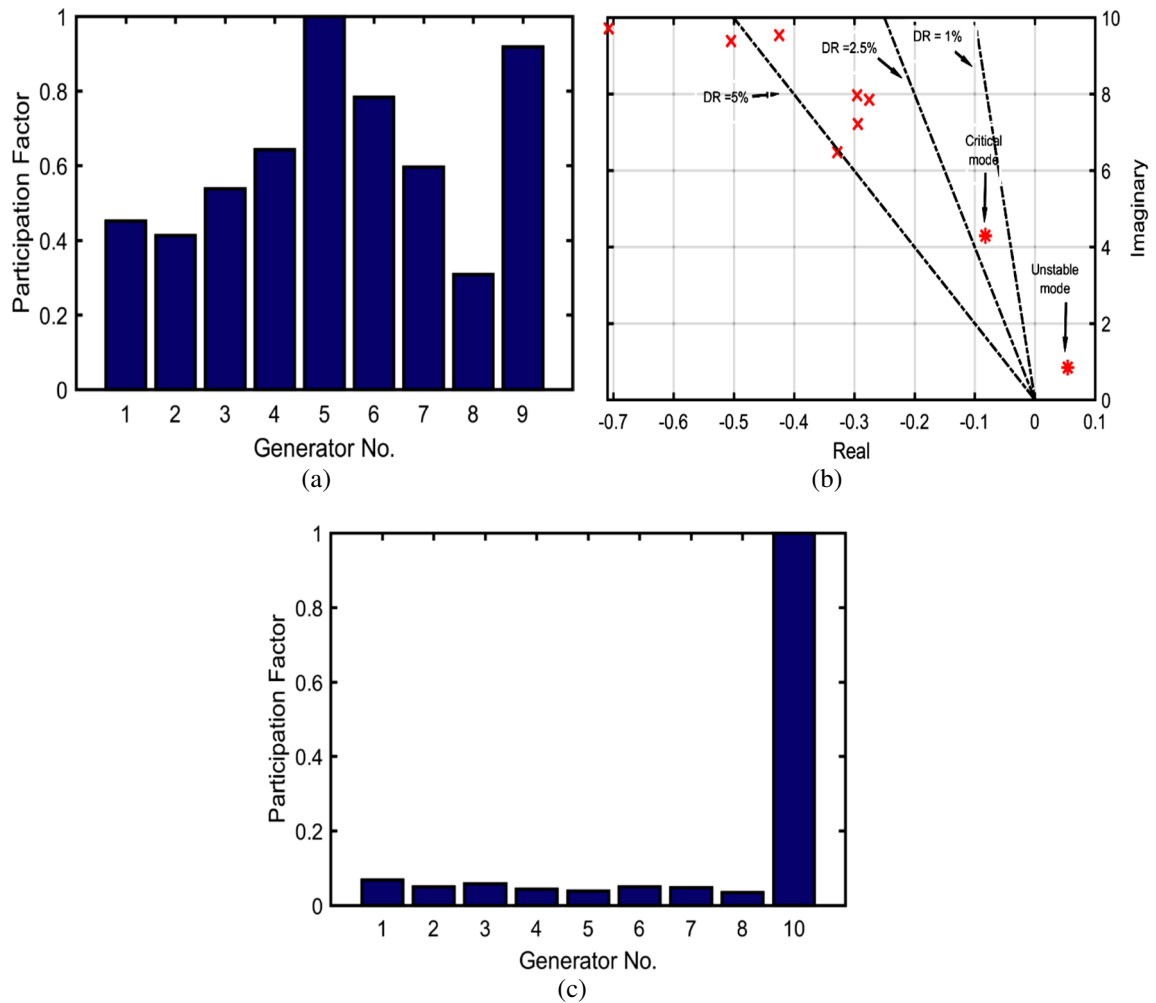 1
0.8
0.6
0.4
0.2
0
Participation Factor
1 2 3 4 5 6 7 8 9
Generator No.
(a)
DR =5%
DR =2.5%
DR = 1%
Critical
mode
Unstable
mode
10
8
6
4
2
0
Imaginary
-0.7 -0.6 -0.5 -0.4 -0.3 -0.2 -0.1 0 0.1
Real
(b)
1
0.8
0.6
0.4
0.2
0
Participation Factor
1 2 3 4 5 6 7 8 10
Generator No.
(c)